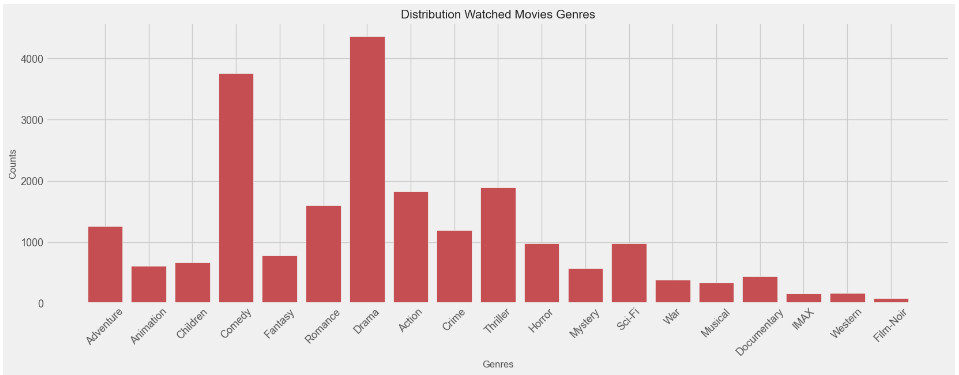 Distribution Watched Movies Genres
Counts
4000
3000
2000
1000
0
Adventure
Animation
Children
Comedy
Fantasy
Romance
Drama
Action
Crime
Thriller
Horror
Mystery
Sci-Fi
War
Musical
Documentary
IMAX
Western
Film-Noir
Genres